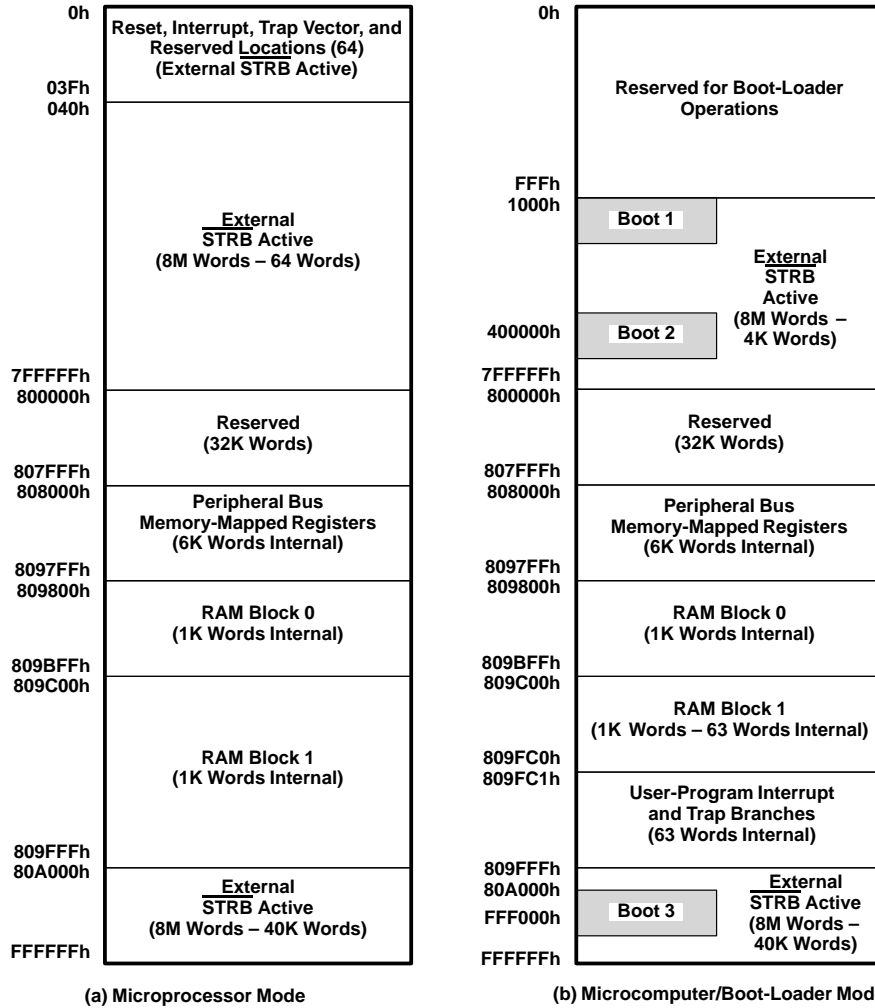 0h
Reset, Interrupt, Trap Vector, and
Reserved Locations (64)
(External STRB Active)
03Fh
040h
External
STRB Active
(8M Words – 64 Words)
7FFFFFh
800000h
Reserved
(32K Words)
807FFFh
808000h
Peripheral Bus
Memory-Mapped Registers
(6K Words Internal)
8097FFh
809800h
RAM Block 0
(1K Words Internal)
809BFFh
809C00h
RAM Block 1
(1K Words Internal)
809FFFh
80A000h
External
STRB Active
(8M Words – 40K Words)
FFFFFFh
(a) Microprocessor Mode
0h
Reserved for Boot-Loader
Operations
FFFh
1000h
Boot 1
External
STRB
Active
(8M Words –
4K Words)
400000h
Boot 2
7FFFFFh
800000h
Reserved
(32K Words)
807FFFh
808000h
Peripheral Bus
Memory-Mapped Registers
(6K Words Internal)
8097FFh
809800h
RAM Block 0
(1K Words Internal)
809BFFh
809C00h
RAM Block 1
(1K Words – 63 Words Internal)
809FC0h
809FC1h
User-Program Interrupt
and Trap Branches
(63 Words Internal)
809FFFh
80A000h
External
STRB Active
(8M Words –
40K Words)
Boot 3
FFF000h
FFFFFFh
(b) Microcomputer/Boot-Loader Mod